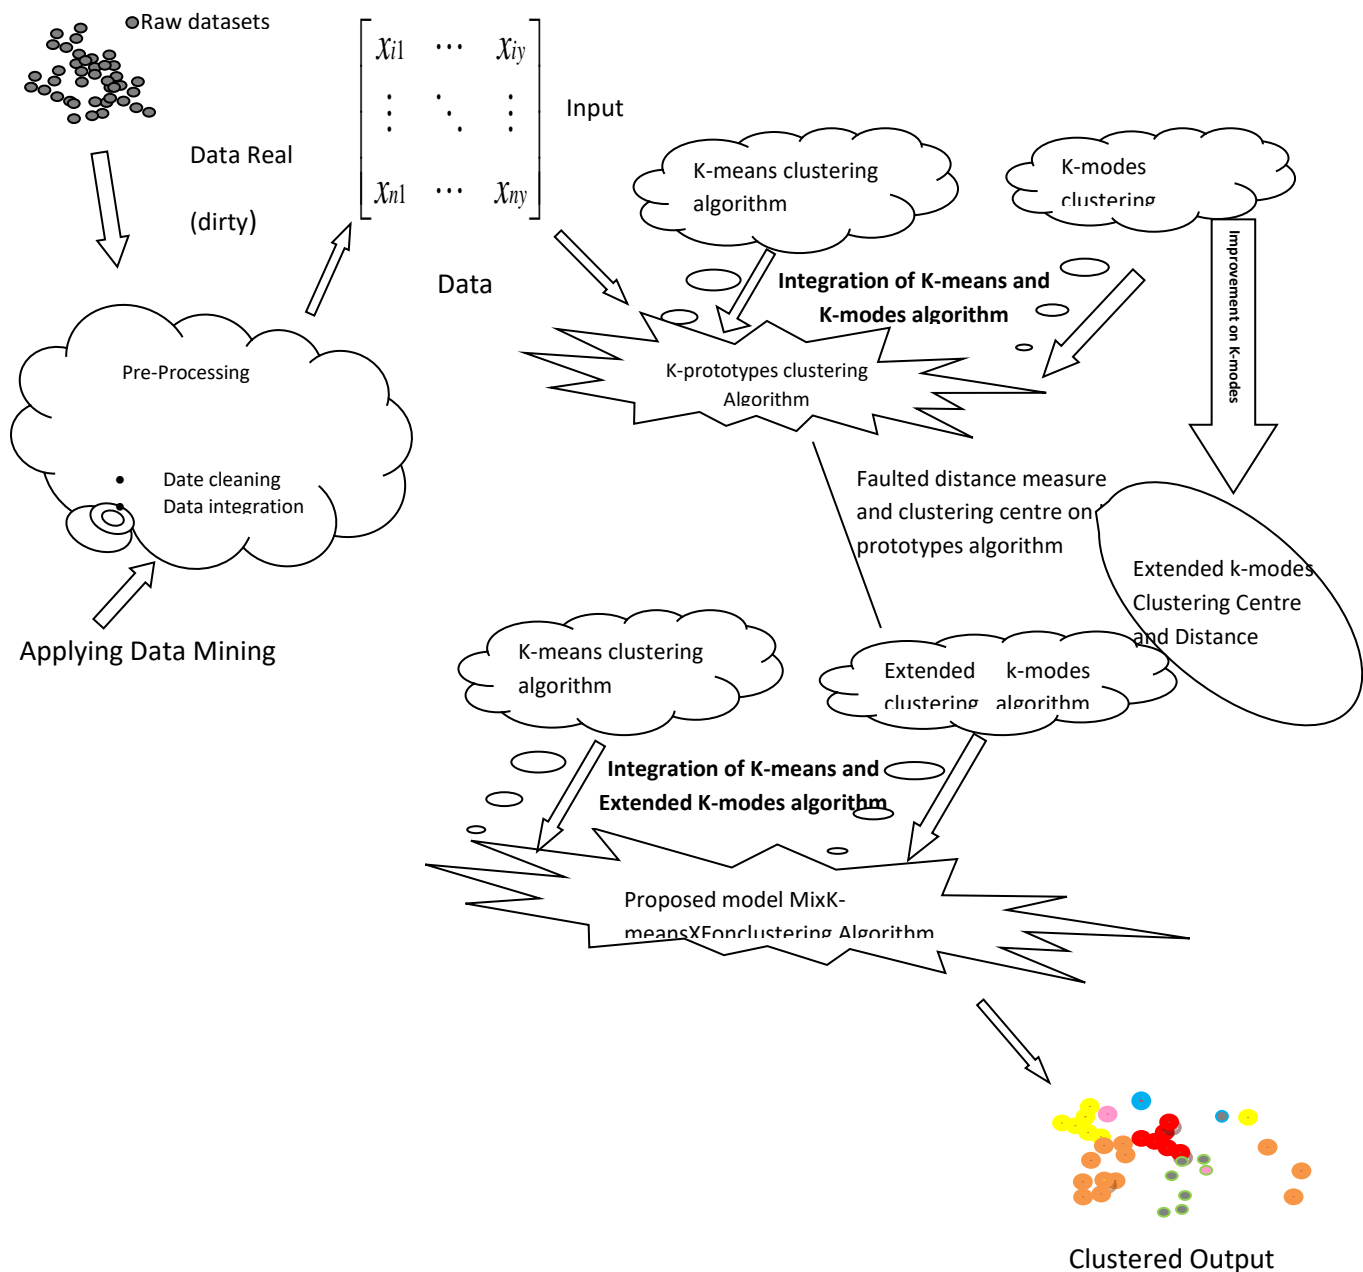 Raw datasets
x_i1 ⋯ x_iy
⋮ ⋱ ⋮
x_n1 ⋯ x_ny
Input
Data Real
(dirty)
Data
K-means clustering
algorithm
K-modes
clustering
Integration of K-means and
K-modes algorithm
Improvement on K-modes
Pre-Processing
• Date cleaning
• Data integration
K-prototypes clustering
Algorithm
Faulted distance measure
and clustering centre on
prototypes algorithm
Extended k-modes
Clustering Centre
and Distance
Applying Data Mining
K-means clustering
algorithm
Extended k-modes
clustering algorithm
Integration of K-means and
Extended K-modes algorithm
Proposed model MixK-
meansXFonclustering Algorithm
Clustered Output